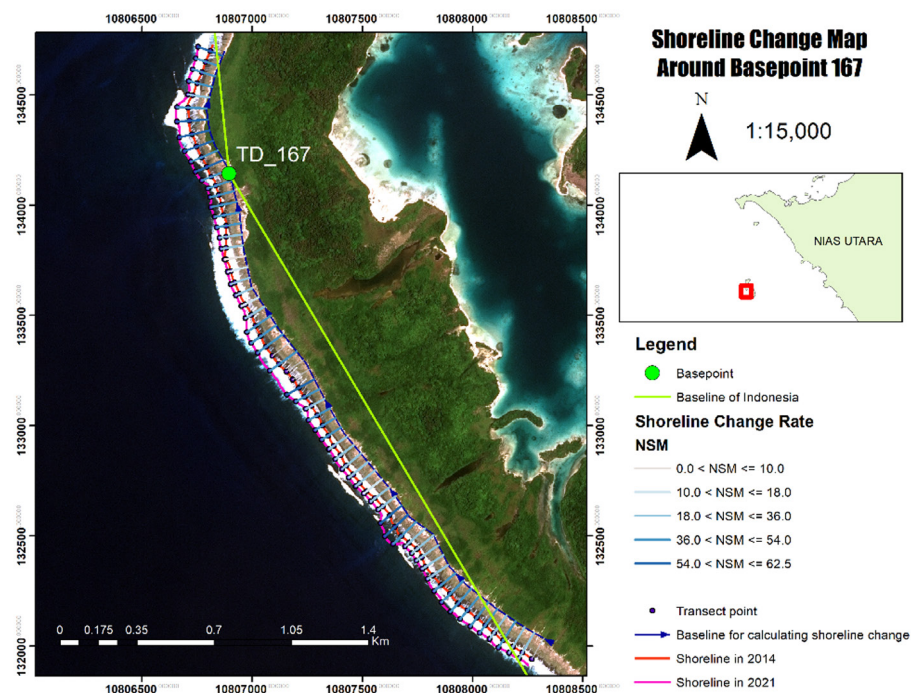 10806500
10807000
10807500
10808000
10808500
134500
134000
133500
133000
132500
132000
TD_167
0 0.175 0.35 0.7 1.05 1.4
Km
134500
134000
133500
133000
132500
132000
10806500
10807000
10807500
10808000
10808500
Shoreline Change Map
Around Basepoint 167
N
1:15,000
NIAS UTARA
Legend
Basepoint
Baseline of Indonesia
Shoreline Change Rate
NSM
0.0 < NSM <= 10.0
10.0 < NSM <= 18.0
18.0 < NSM <= 36.0
36.0 < NSM <= 54.0
54.0 < NSM <= 62.5
Transect point
Baseline for calculating shoreline change
Shoreline in 2014
Shoreline in 2021